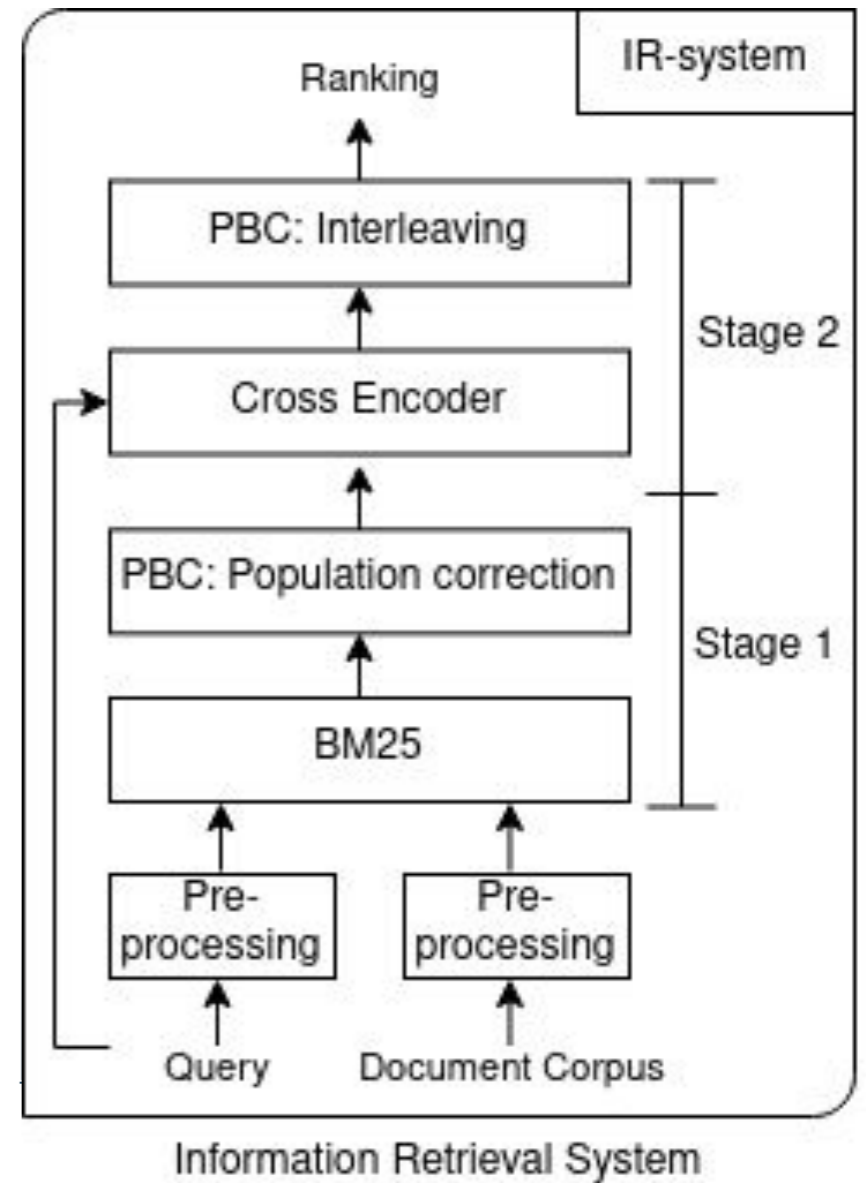 IR-system
Ranking
PBC: Interleaving
Stage 2
Cross Encoder
PBC: Population correction
Stage 1
BM25
Pre-
processing
Pre-
processing
Query
Document Corpus
Information Retrieval System